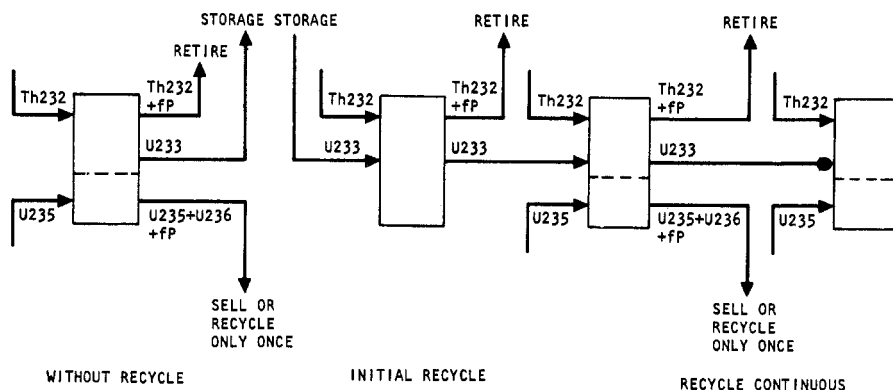 STORAGE STORAGE
RETIRE
RETIRE
RETIRE
Th232
Th232
+fP
Th232
Th232
+fP
Th232
Th232
+fP
Th232
U233
U233
U233
U233
U235
U235+U236
+fP
U235
U235+U236
+fP
U235
SELL OR
RECYCLE
ONLY ONCE
SELL OR
RECYCLE
ONLY ONCE
WITHOUT RECYCLE
INITIAL RECYCLE
RECYCLE CONTINUOUS